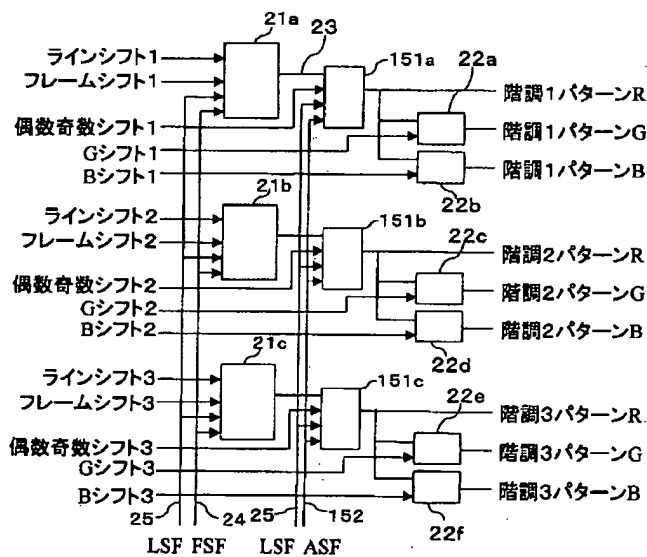 21a
23
151a
ラインシフト1
フレームシフト1
22a
階調1パターンR
偶数奇数シフト1
階調1パターンG
Gシフト1
Bシフト1
階調1パターンB
21b
22b
151b
ラインシフト2
フレームシフト2
22c
階調2パターンR
偶数奇数シフト2
階調2パターンG
Gシフト2
Bシフト2
階調2パターンB
21c
22d
151c
ラインシフト3
フレームシフト3
22e
階調3パターンR
偶数奇数シフト3
階調3パターンG
Gシフト3
Bシフト3
階調3パターンB
25 24 25 152 22f
LSF FSF LSF ASF